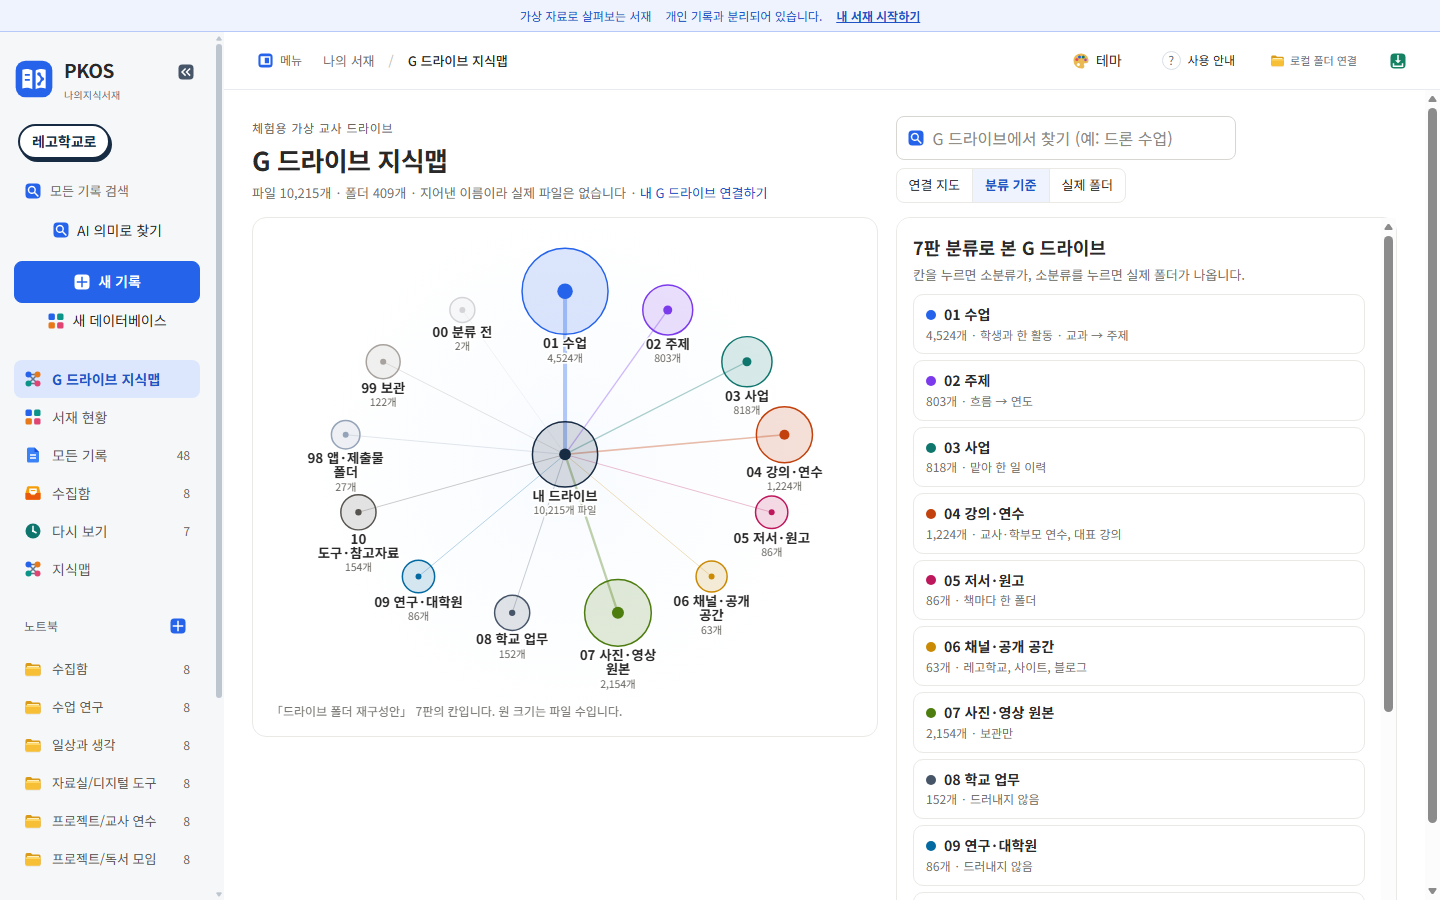 가상 자료로 살펴보는 서재 개인 기록과 분리되어 있습니다. 내 서재 시작하기
PKOS
나의지식서재
레고학교로
모든 기록 검색
AI 의미로 찾기
새 기록
새 데이터베이스
G 드라이브 지식맵
서재 현황
모든 기록 48
수집함 8
다시 보기 7
지식맵
노트북
수집함 8
수업 연구 8
일상과 생각 8
자료실/디지털 도구 8
프로젝트/교사 연수 8
프로젝트/독서 모임 8
메뉴 나의 서재 / G 드라이브 지식맵
테마 ? 사용 안내 로컬 폴더 연결
체험용 가상 교사 드라이브
G 드라이브 지식맵
파일 10,215개 · 폴더 409개 · 지어낸 이름이라 실제 파일은 없습니다 · 내 G 드라이브 연결하기
00 분류 전
2개
01 수업
4,524개
02 주제
803개
99 보관
122개
03 사업
818개
98 앱·제출물
폴더
27개
04 강의·연수
1,224개
내 드라이브
10,215개 파일
10
도구·참고자료
154개
05 저서·원고
86개
09 연구·대학원
86개
06 채널·공개
공간
63개
08 학교 업무
152개
07 사진·영상
원본
2,154개
「드라이브 폴더 재구성안」 7판의 칸입니다. 원 크기는 파일 수입니다.
G 드라이브에서 찾기 (예: 드론 수업)
연결 지도 분류 기준 실제 폴더
7판 분류로 본 G 드라이브
칸을 누르면 소분류가, 소분류를 누르면 실제 폴더가 나옵니다.
01 수업
4,524개 · 학생과 한 활동 · 교과 → 주제
02 주제
803개 · 흐름 → 연도
03 사업
818개 · 맡아 한 일 이력
04 강의·연수
1,224개 · 교사·학부모 연수, 대표 강의
05 저서·원고
86개 · 책마다 한 폴더
06 채널·공개 공간
63개 · 레고학교, 사이트, 블로그
07 사진·영상 원본
2,154개 · 보관만
08 학교 업무
152개 · 드러내지 않음
09 연구·대학원
86개 · 드러내지 않음